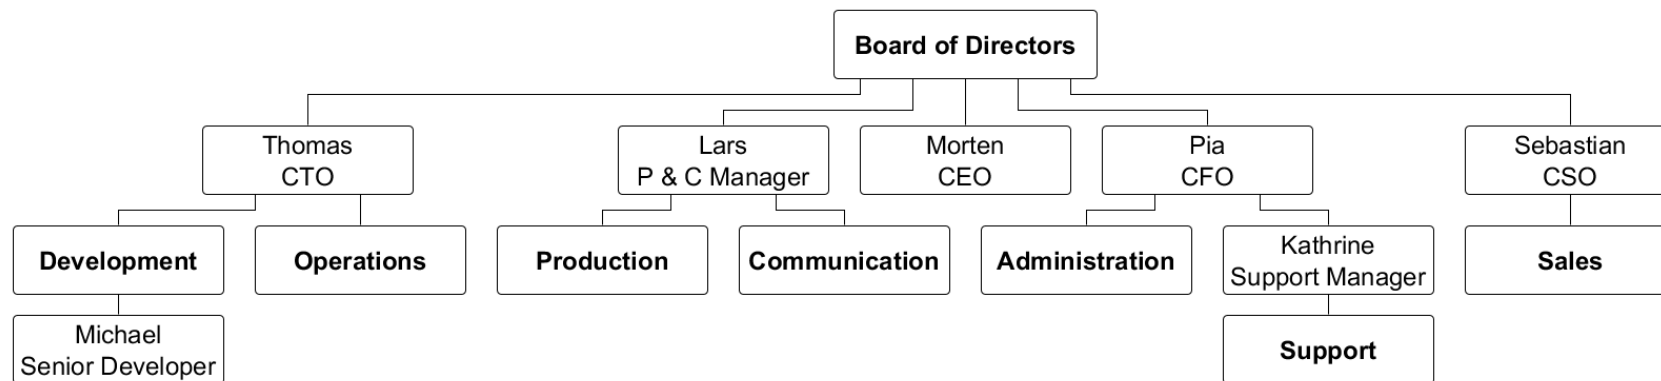 Board of Directors
Thomas
CTO
Lars
P & C Manager
Morten
CEO
Pia
CFO
Sebastian
CSO
Development
Operations
Production
Communication
Administration
Kathrine
Support Manager
Sales
Michael
Senior Developer
Support